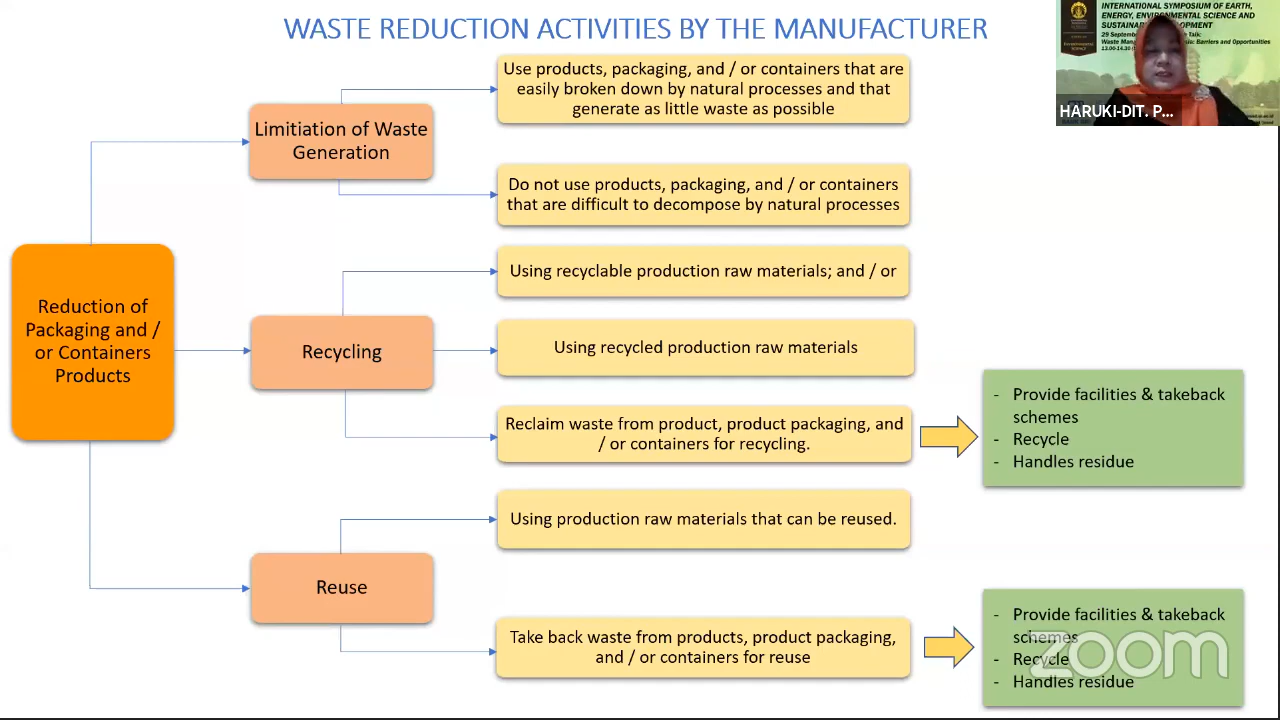 WASTE REDUCTION ACTIVITIES BY THE MANUFACTURER
INTERNATIONAL SYMPOSIUM OF EARTH,
ENERGY, ENVIRONMENTAL SCIENCE AND
29 September
Barriers and Opportunities
HARUKI-DIT. P...
Reduction of
Packaging and /
or Containers
Products
Limitiation of Waste
Generation
Use products, packaging, and / or containers that are
easily broken down by natural processes and that
generate as little waste as possible
Do not use products, packaging, and / or containers
that are difficult to decompose by natural processes
Recycling
Using recyclable production raw materials; and / or
Using recycled production raw materials
Reclaim waste from product, product packaging, and
/ or containers for recycling.
- Provide facilities & takeback
schemes
- Recycle
- Handles residue
Reuse
Using production raw materials that can be reused.
Take back waste from products, product packaging,
and / or containers for reuse
- Provide facilities & takeback
schemes
- Recycle
- Handles residue
zoom